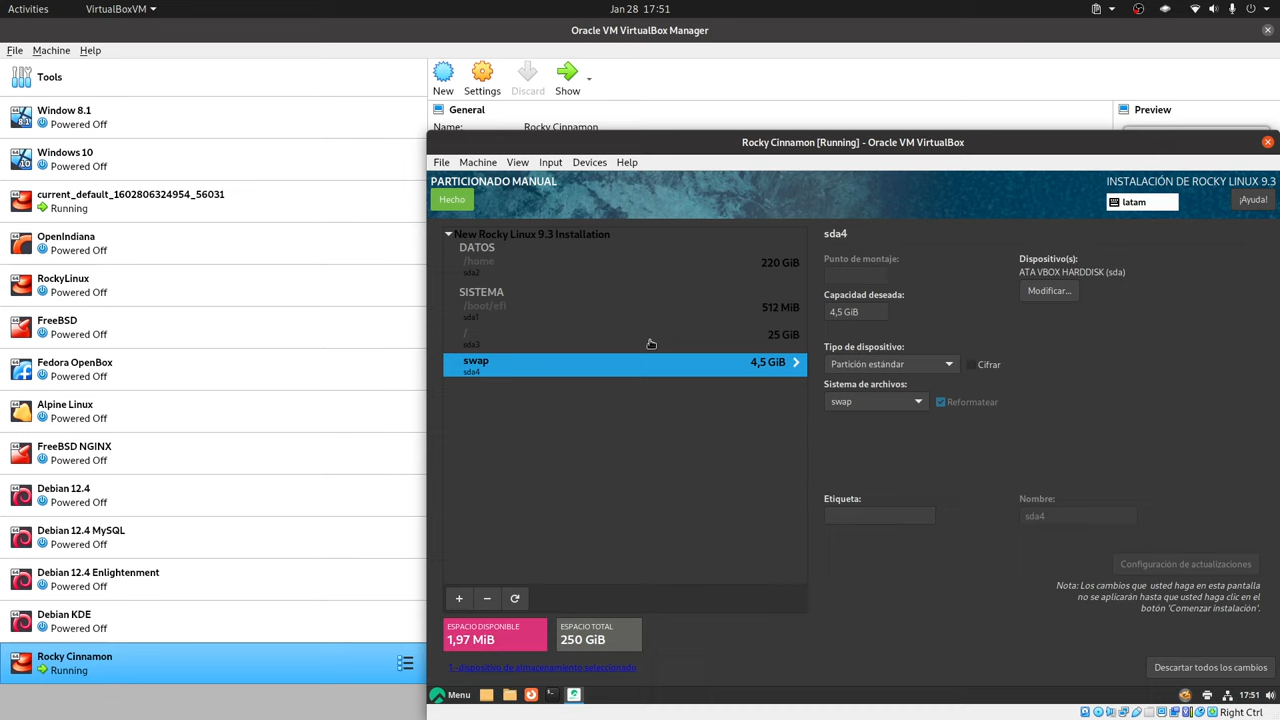 Activities
VirtualBoxVM
Jan 28 17:51
Oracle VM VirtualBox Manager
File Machine Help
Tools
New
Settings
Discard
Show
General
Name: Rocky Cinnamon
Preview
Window 8.1
Powered Off
Windows 10
Powered Off
current_default_1602806324954_56031
Running
OpenIndiana
Powered Off
RockyLinux
Powered Off
FreeBSD
Powered Off
Fedora OpenBox
Powered Off
Alpine Linux
Powered Off
FreeBSD NGINX
Powered Off
Debian 12.4
Powered Off
Debian 12.4 MySQL
Powered Off
Debian 12.4 Enlightenment
Powered Off
Debian KDE
Powered Off
Rocky Cinnamon
Running
Rocky Cinnamon [Running] - Oracle VM VirtualBox
File Machine View Input Devices Help
PARTICIONADO MANUAL
Hecho
INSTALACIÓN DE ROCKY LINUX 9.3
latam
¡Ayuda!
New Rocky Linux 9.3 Installation
DATOS
/home 220 GiB
sda2
SISTEMA
/boot/efi 512 MiB
sda1
/ 25 GiB
sda3
swap 4,5 GiB
sda4
+ −
ESPACIO DISPONIBLE
1,97 MiB
ESPACIO TOTAL
250 GiB
1-dispositivo de almacenamiento seleccionado
sda4
Punto de montaje:
Capacidad deseada:
4,5 GiB
Dispositivo(s):
ATA VBOX HARDDISK (sda)
Modificar...
Tipo de dispositivo:
Partición estándar
Cifrar
Sistema de archivos:
swap
Reformatear
Etiqueta:
Nombre:
sda4
Configuración de actualizaciones
Nota: Los cambios que usted haga en esta pantalla
no se aplicarán hasta que usted haga clic en el
botón 'Comenzar instalación'.
Descartar todos los cambios
Menu
17:51
Right Ctrl